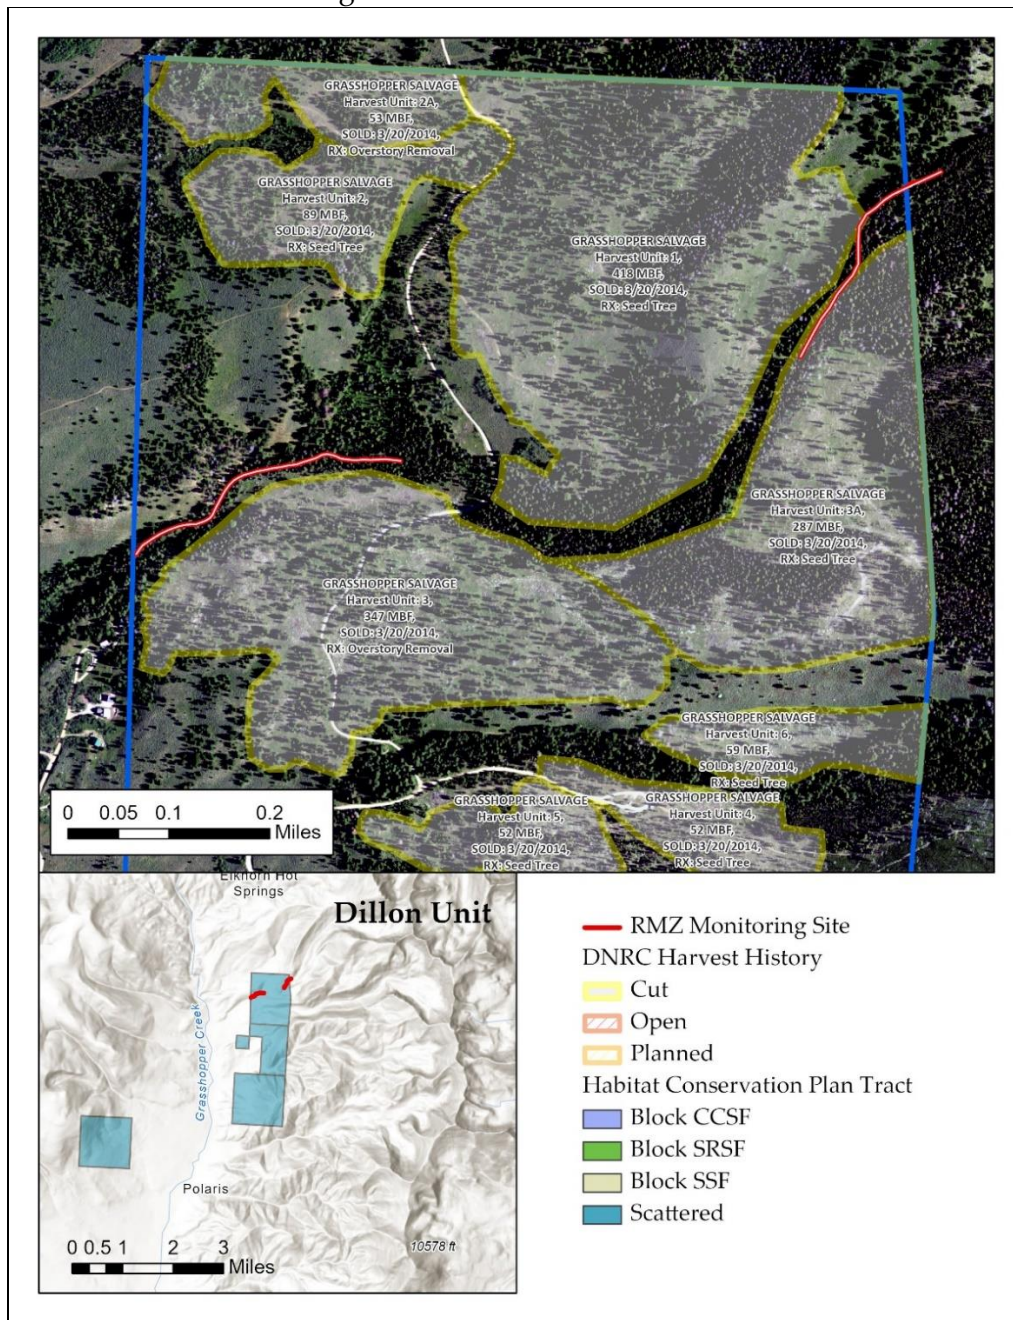 GRASSHOPPER SALVAGE
Harvest Unit: 2A,
53 MBF,
SOLD: 3/20/2014,
RX: Overstory Removal
GRASSHOPPER SALVAGE
Harvest Unit: 2,
89 MBF,
SOLD: 3/20/2014,
RX: Seed Tree
GRASSHOPPER SALVAGE
Harvest Unit: 1,
418 MBF,
SOLD: 3/20/2014,
RX: Seed Tree
GRASSHOPPER SALVAGE
Harvest Unit: 3A,
287 MBF,
SOLD: 3/20/2014,
RX: Seed Tree
GRASSHOPPER SALVAGE
Harvest Unit: 3,
347 MBF,
SOLD: 3/20/2014,
RX: Overstory Removal
GRASSHOPPER SALVAGE
Harvest Unit: 6,
59 MBF,
SOLD: 3/20/2014,
RX: Seed Tree
GRASSHOPPER SALVAGE
Harvest Unit: 5,
52 MBF,
SOLD: 3/20/2014,
RX: Seed Tree
GRASSHOPPER SALVAGE
Harvest Unit: 4,
52 MBF,
SOLD: 3/20/2014,
RX: Seed Tree
0 0.05 0.1 0.2
Miles
Elkhorn Hot
Springs
Dillon Unit
Grasshopper Creek
Polaris
10578 ft
0 0.5 1 2 3
Miles
RMZ Monitoring Site
DNRC Harvest History
Cut
Open
Planned
Habitat Conservation Plan Tract
Block CCSF
Block SRSF
Block SSF
Scattered